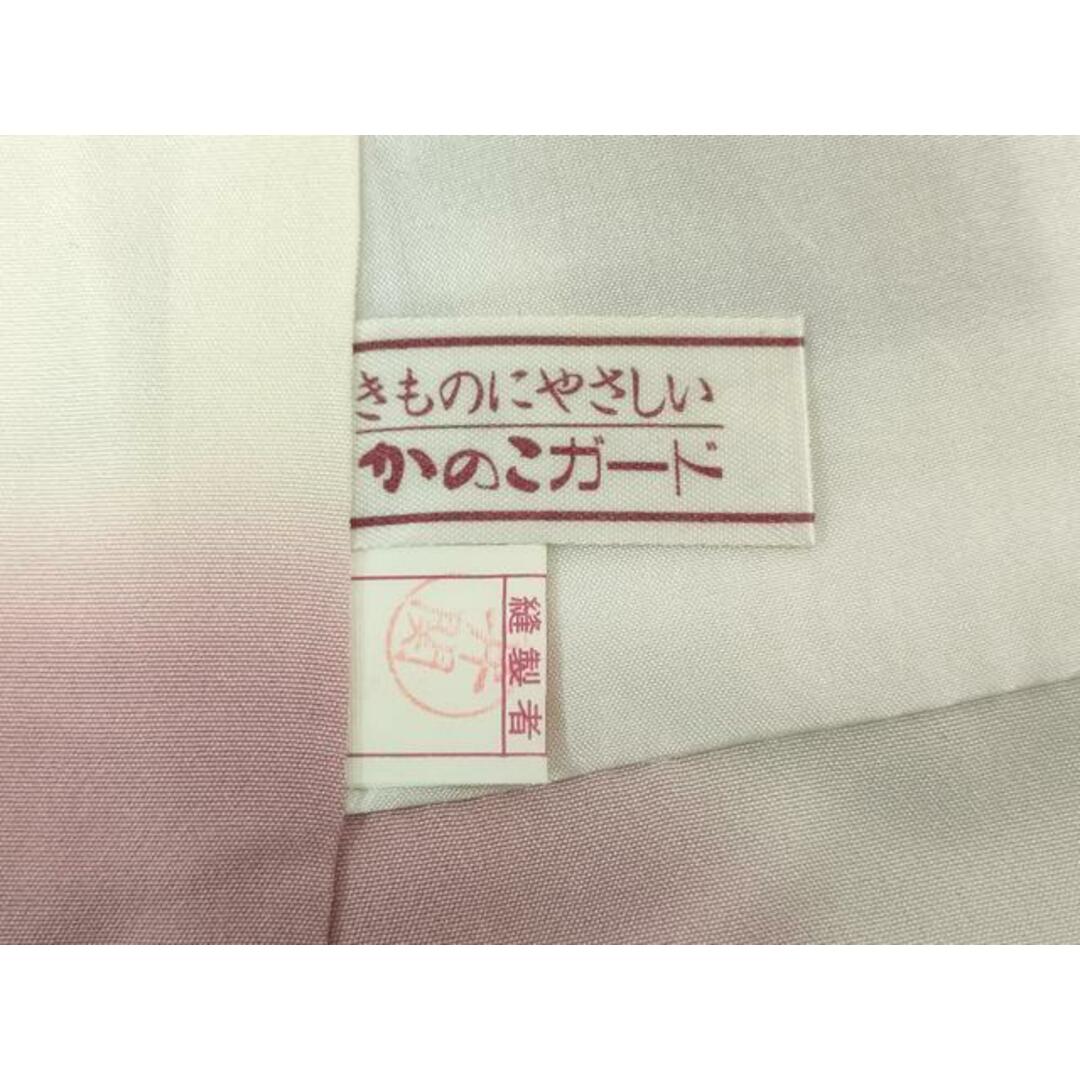 きものにやさしい
かのこガード
縫製者